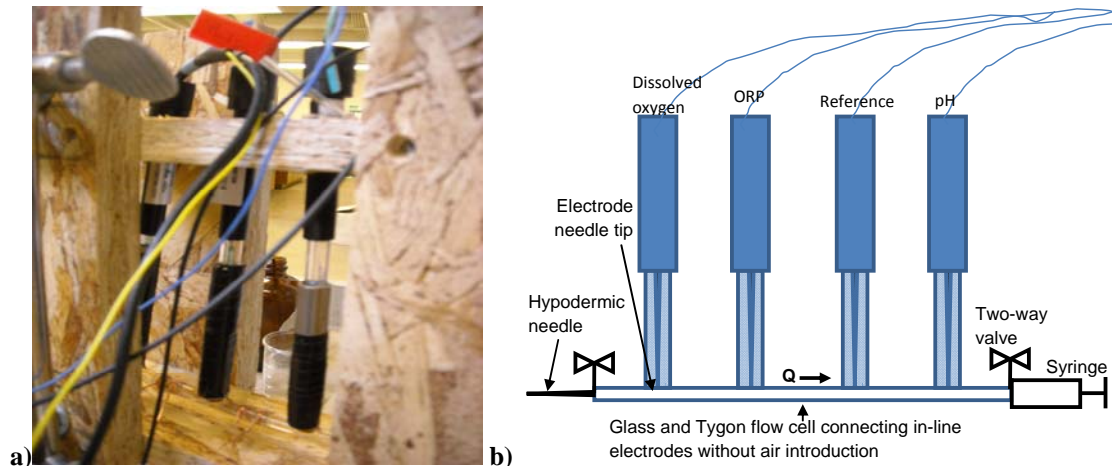 Dissolved
oxygen
ORP
Reference
pH
Electrode
needle tip
Hypodermic
needle
Two-way
valve
Syringe
Q
Glass and Tygon flow cell connecting in-line
electrodes without air introduction
a)
b)